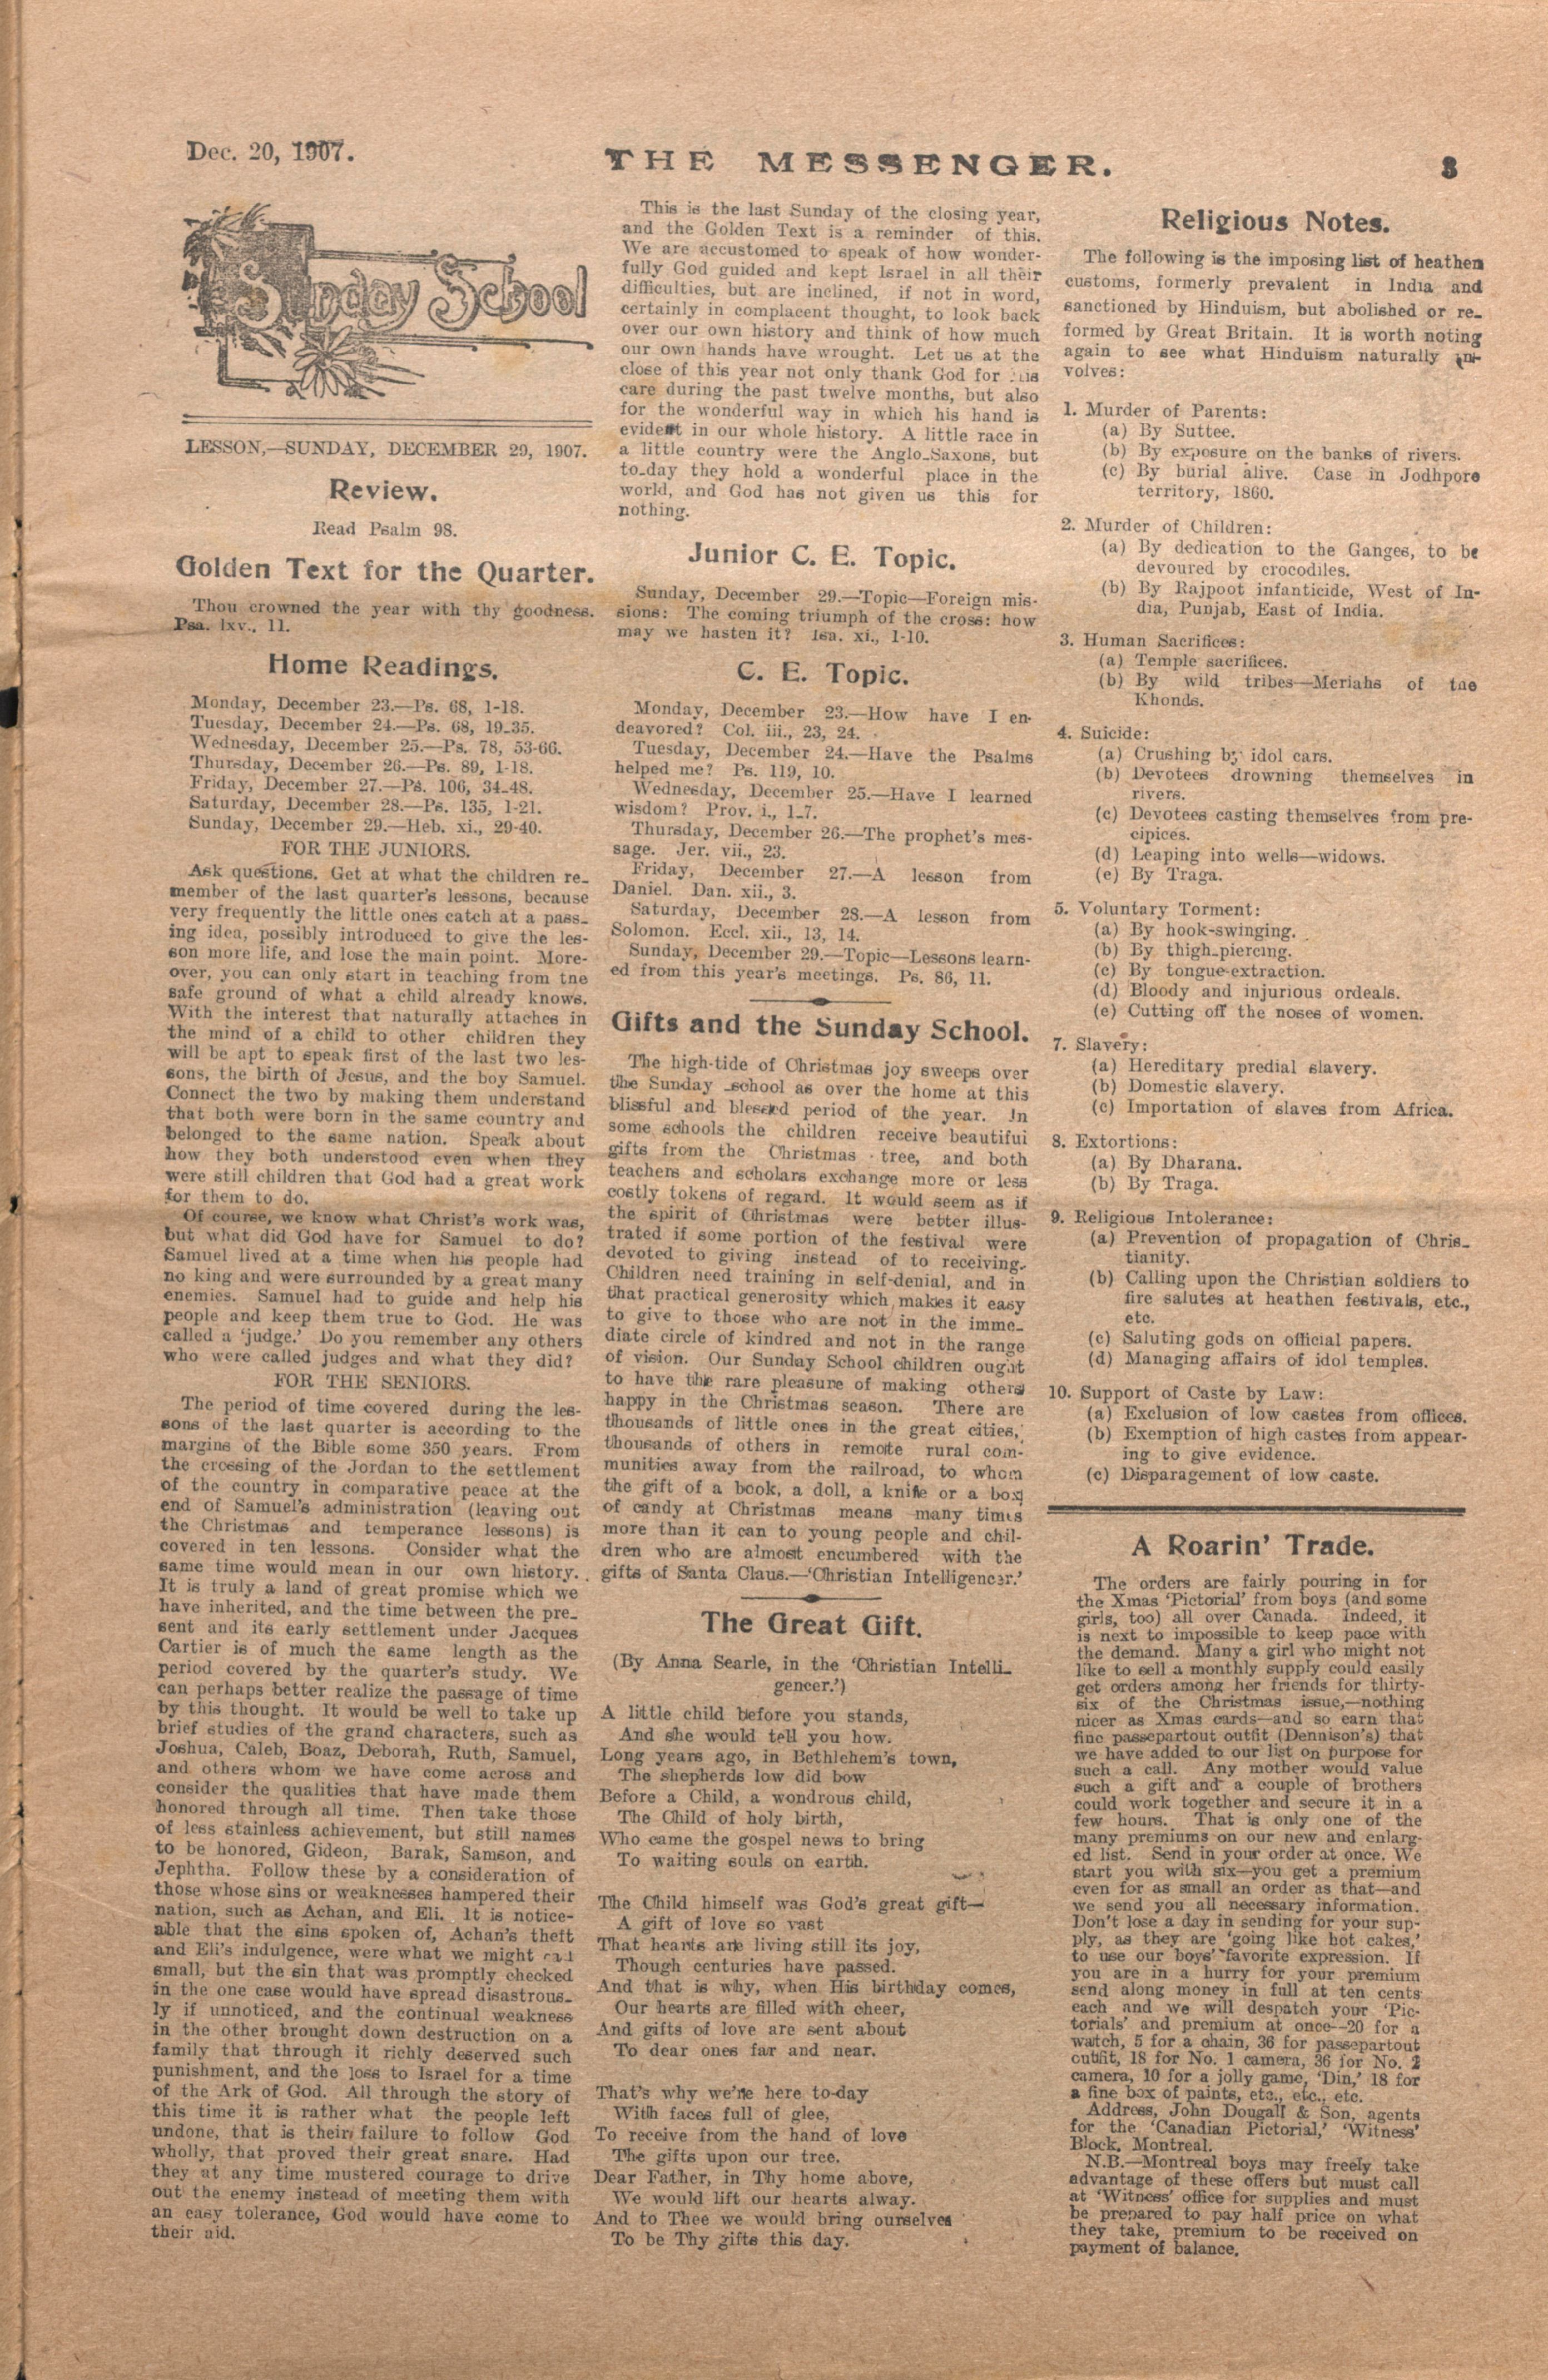 Dec. 20, 1907.
THE MESSENGER.
3
Sunday School
LESSON,—SUNDAY, DECEMBER 29, 1907.
Review.
Read Psalm 98.
Golden Text for the Quarter.
Thou crowned the year with thy goodness.
Psa. lxv., 11.
Home Readings.
Monday, December 23.—Ps. 68, 1-18.
Tuesday, December 24.—Ps. 68, 19-35.
Wednesday, December 25.—Ps. 78, 53-66.
Thursday, December 26.—Ps. 89, 1-18.
Friday, December 27.—Ps. 106, 34-48.
Saturday, December 28.—Ps. 135, 1-21.
Sunday, December 29.—Heb. xi., 29-40.
FOR THE JUNIORS.
Ask questions. Get at what the children re-
member of the last quarter's lessons, because
very frequently the little ones catch at a pass-
ing idea, possibly introduced to give the les-
son more life, and lose the main point. More-
over, you can only start in teaching from the
safe ground of what a child already knows.
With the interest that naturally attaches in
the mind of a child to other children they
will be apt to speak first of the last two les-
sons, the birth of Jesus, and the boy Samuel.
Connect the two by making them understand
that both were born in the same country and
belonged to the same nation. Speak about
how they both understood even when they
were still children that God had a great work
for them to do.
Of course, we know what Christ's work was,
but what did God have for Samuel to do?
Samuel lived at a time when his people had
no king and were surrounded by a great many
enemies. Samuel had to guide and help his
people and keep them true to God. He was
called a 'judge.' Do you remember any others
who were called judges and what they did?
FOR THE SENIORS.
The period of time covered during the les-
sons of the last quarter is according to the
margins of the Bible some 350 years. From
the crossing of the Jordan to the settlement
of the country in comparative peace at the
end of Samuel's administration (leaving out
the Christmas and temperance lessons) is
covered in ten lessons. Consider what the
same time would mean in our own history.
It is truly a land of great promise which we
have inherited, and the time between the pre-
sent and its early settlement under Jacques
Cartier is of much the same length as the
period covered by the quarter's study. We
can perhaps better realize the passage of time
by this thought. It would be well to take up
brief studies of the grand characters, such as
Joshua, Caleb, Boaz, Deborah, Ruth, Samuel,
and others whom we have come across and
consider the qualities that have made them
honored through all time. Then take those
of less stainless achievement, but still names
to be honored, Gideon, Barak, Samson, and
Jephtha. Follow these by a consideration of
those whose sins or weaknesses hampered their
nation, such as Achan, and Eli. It is notice-
able that the sins spoken of, Achan's theft
and Eli's indulgence, were what we might call
small, but the sin that was promptly checked
in the one case would have spread disastrous-
ly if unnoticed, and the continual weakness
in the other brought down destruction on a
family that through it richly deserved such
punishment, and the loss to Israel for a time
of the Ark of God. All through the story of
this time it is rather what the people left
undone, that is their failure to follow God
wholly, that proved their great snare. Had
they at any time mustered courage to drive
out the enemy instead of meeting them with
an easy tolerance, God would have come to
their aid.
This is the last Sunday of the closing year,
and the Golden Text is a reminder of this.
We are accustomed to speak of how wonder-
fully God guided and kept Israel in all their
difficulties, but are inclined, if not in word,
certainly in complacent thought, to look back
over our own history and think of how much
our own hands have wrought. Let us at the
close of this year not only thank God for his
care during the past twelve months, but also
for the wonderful way in which his hand is
evident in our whole history. A little race in
a little country were the Anglo-Saxons, but
to-day they hold a wonderful place in the
world, and God has not given us this for
nothing.
Junior C. E. Topic.
Sunday, December 29.—Topic—Foreign mis-
sions: The coming triumph of the cross: how
may we hasten it? Isa. xi., 1-10.
C. E. Topic.
Monday, December 23.—How have I en-
deavored? Col. iii., 23, 24.
Tuesday, December 24.—Have the Psalms
helped me? Ps. 119, 10.
Wednesday, December 25.—Have I learned
wisdom? Prov. i., 1-7.
Thursday, December 26.—The prophet's mes-
sage. Jer. vii., 23.
Friday, December 27.—A lesson from
Daniel. Dan. xii., 3.
Saturday, December 28.—A lesson from
Solomon. Eccl. xii., 13, 14.
Sunday, December 29.—Topic—Lessons learn-
ed from this year's meetings. Ps. 86, 11.
Gifts and the Sunday School.
The high-tide of Christmas joy sweeps over
the Sunday-school as over the home at this
blissful and blessed period of the year. In
some schools the children receive beautiful
gifts from the Christmas tree, and both
teachers and scholars exchange more or less
costly tokens of regard. It would seem as if
the spirit of Christmas were better illus-
trated if some portion of the festival were
devoted to giving instead of to receiving.
Children need training in self-denial, and in
that practical generosity which makes it easy
to give to those who are not in the imme-
diate circle of kindred and not in the range
of vision. Our Sunday School children ought
to have the rare pleasure of making others
happy in the Christmas season. There are
thousands of little ones in the great cities,
thousands of others in remote rural com-
munities away from the railroad, to whom
the gift of a book, a doll, a knife or a box
of candy at Christmas means many times
more than it can to young people and chil-
dren who are almost encumbered with the
gifts of Santa Claus.—'Christian Intelligencer.'
The Great Gift.
(By Anna Searle, in the 'Christian Intelli-
gencer.')
A little child before you stands,
And she would tell you how.
Long years ago, in Bethlehem's town,
The shepherds low did bow
Before a Child, a wondrous child,
The Child of holy birth,
Who came the gospel news to bring
To waiting souls on earth.
The Child himself was God's great gift—
A gift of love so vast
That hearts are living still its joy,
Though centuries have passed.
And that is why, when His birthday comes,
Our hearts are filled with cheer,
And gifts of love are sent about
To dear ones far and near.
That's why we're here to-day
With faces full of glee,
To receive from the hand of love
The gifts upon our tree.
Dear Father, in Thy home above,
We would lift our hearts alway.
And to Thee we would bring ourselves
To be Thy gifts this day.
Religious Notes.
The following is the imposing list of heathen
customs, formerly prevalent in India and
sanctioned by Hinduism, but abolished or re-
formed by Great Britain. It is worth noting
again to see what Hinduism naturally in-
volves:
1. Murder of Parents:
(a) By Suttee.
(b) By exposure on the banks of rivers.
(c) By burial alive. Case in Jodhpore
territory, 1860.
2. Murder of Children:
(a) By dedication to the Ganges, to be
devoured by crocodiles.
(b) By Rajpoot infanticide, West of In-
dia, Punjab, East of India.
3. Human Sacrifices:
(a) Temple sacrifices.
(b) By wild tribes—Meriahs of the
Khonds.
4. Suicide:
(a) Crushing by idol cars.
(b) Devotees drowning themselves in
rivers.
(c) Devotees casting themselves from pre-
cipices.
(d) Leaping into wells—widows.
(e) By Traga.
5. Voluntary Torment:
(a) By hook-swinging.
(b) By thigh-piercing.
(c) By tongue-extraction.
(d) Bloody and injurious ordeals.
(e) Cutting off the noses of women.
7. Slavery:
(a) Hereditary predial slavery.
(b) Domestic slavery.
(c) Importation of slaves from Africa.
8. Extortions:
(a) By Dharana.
(b) By Traga.
9. Religious Intolerance:
(a) Prevention of propagation of Chris-
tianity.
(b) Calling upon the Christian soldiers to
fire salutes at heathen festivals, etc.,
etc.
(c) Saluting gods on official papers.
(d) Managing affairs of idol temples.
10. Support of Caste by Law:
(a) Exclusion of low castes from offices.
(b) Exemption of high castes from appear-
ing to give evidence.
(c) Disparagement of low caste.
A Roarin' Trade.
The orders are fairly pouring in for
the Xmas 'Pictorial' from boys (and some
girls, too) all over Canada. Indeed, it
is next to impossible to keep pace with
the demand. Many a girl who might not
like to sell a monthly supply could easily
get orders among her friends for thirty-
six of the Christmas issue,—nothing
nicer as Xmas cards—and so earn that
fine passepartout outfit (Dennison's) that
we have added to our list on purpose for
such a call. Any mother would value
such a gift and a couple of brothers
could work together and secure it in a
few hours. That is only one of the
many premiums on our new and enlarg-
ed list. Send in your order at once. We
start you with six—you get a premium
even for as small an order as that—and
we send you all necessary information.
Don't lose a day in sending for your sup-
ply, as they are 'going like hot cakes,'
to use our boys' favorite expression. If
you are in a hurry for your premium
send along money in full at ten cents
each and we will despatch your 'Pic-
torials' and premium at once--20 for a
watch, 5 for a chain, 36 for passepartout
outfit, 18 for No. 1 camera, 36 for No. 2
camera, 10 for a jolly game, 'Din,' 18 for
a fine box of paints, etc., etc., etc.
Address, John Dougall & Son, agents
for the 'Canadian Pictorial,' 'Witness'
Block, Montreal.
N.B.—Montreal boys may freely take
advantage of these offers but must call
at 'Witness' office for supplies and must
be prepared to pay half price on what
they take, premium to be received on
payment of balance.